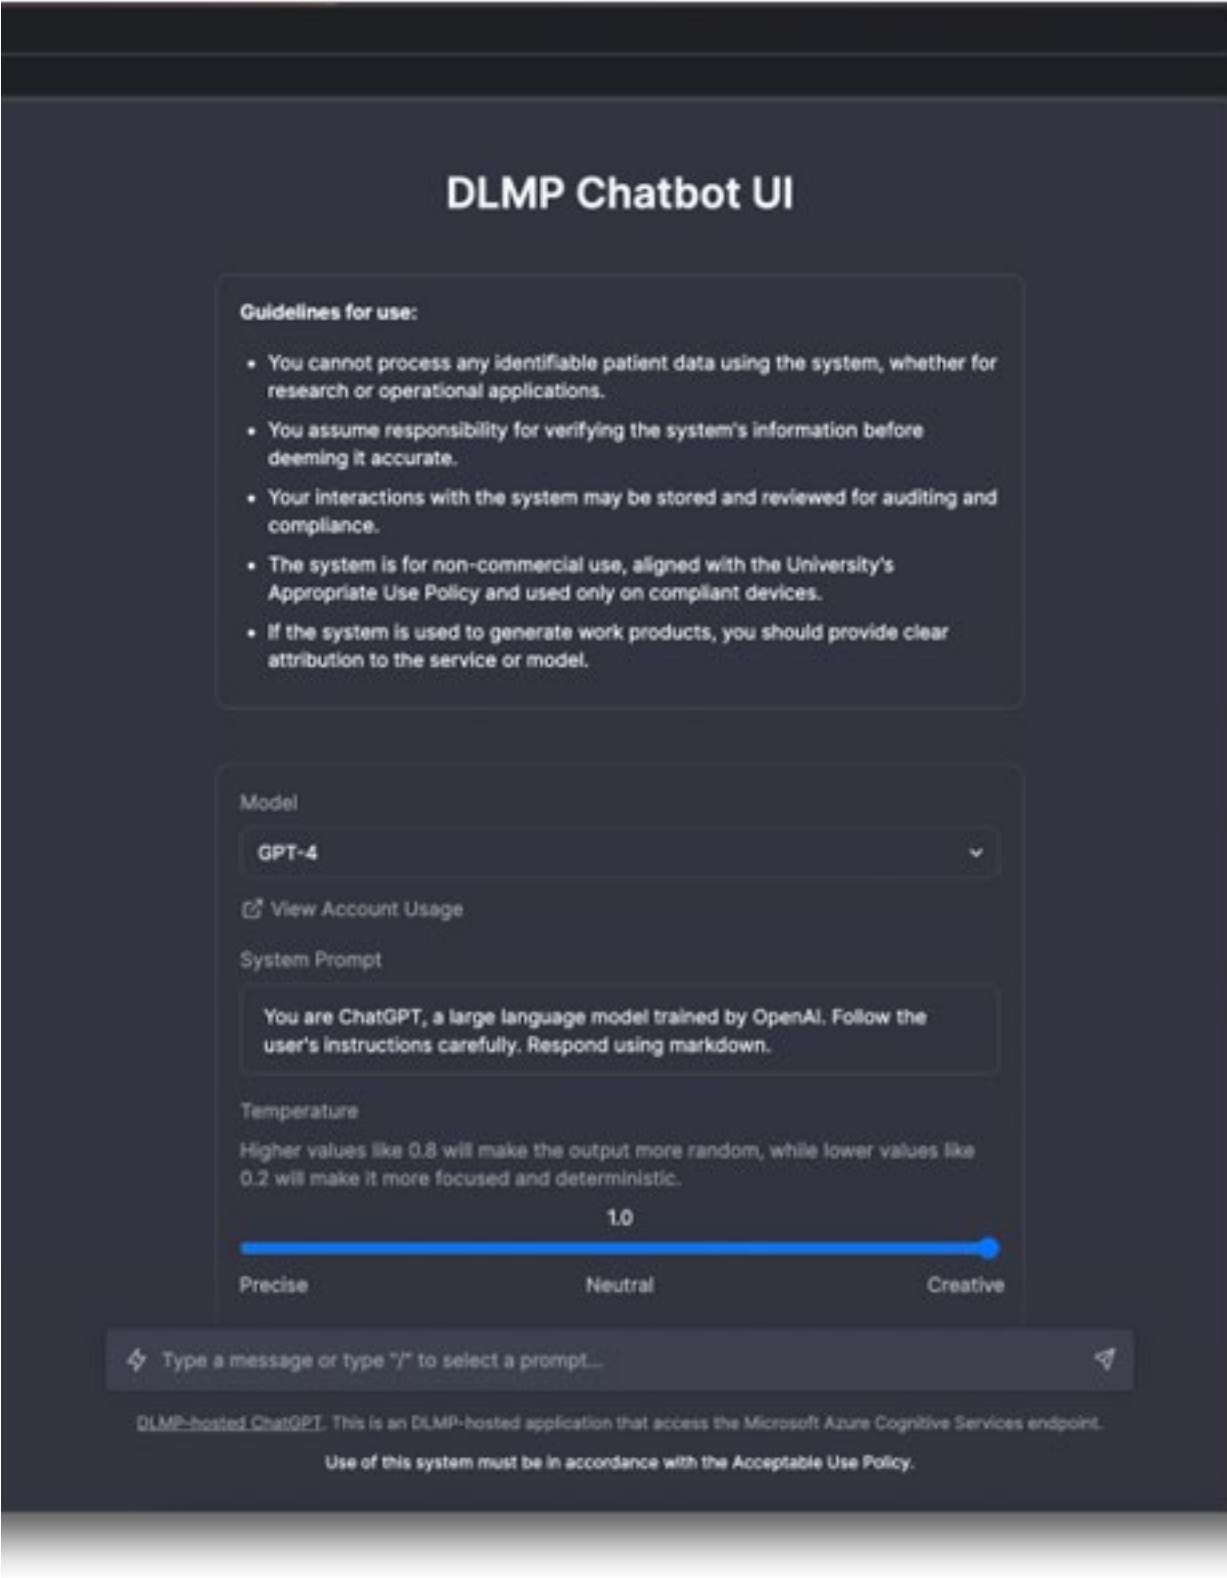 DLMP Chatbot UI
Guidelines for use:
• You cannot process any identifiable patient data using the system, whether for
research or operational applications.
• You assume responsibility for verifying the system's information before
deeming it accurate.
• Your interactions with the system may be stored and reviewed for auditing and
compliance.
• The system is for non-commercial use, aligned with the University's
Appropriate Use Policy and used only on compliant devices.
• If the system is used to generate work products, you should provide clear
attribution to the service or model.
Model
GPT-4
View Account Usage
System Prompt
You are ChatGPT, a large language model trained by OpenAI. Follow the
user's instructions carefully. Respond using markdown.
Temperature
Higher values like 0.8 will make the output more random, while lower values like
0.2 will make it more focused and deterministic.
1.0
Precise Neutral Creative
Type a message or type "/" to select a prompt...
DLMP-hosted ChatGPT. This is an DLMP-hosted application that access the Microsoft Azure Cognitive Services endpoint.
Use of this system must be in accordance with the Acceptable Use Policy.